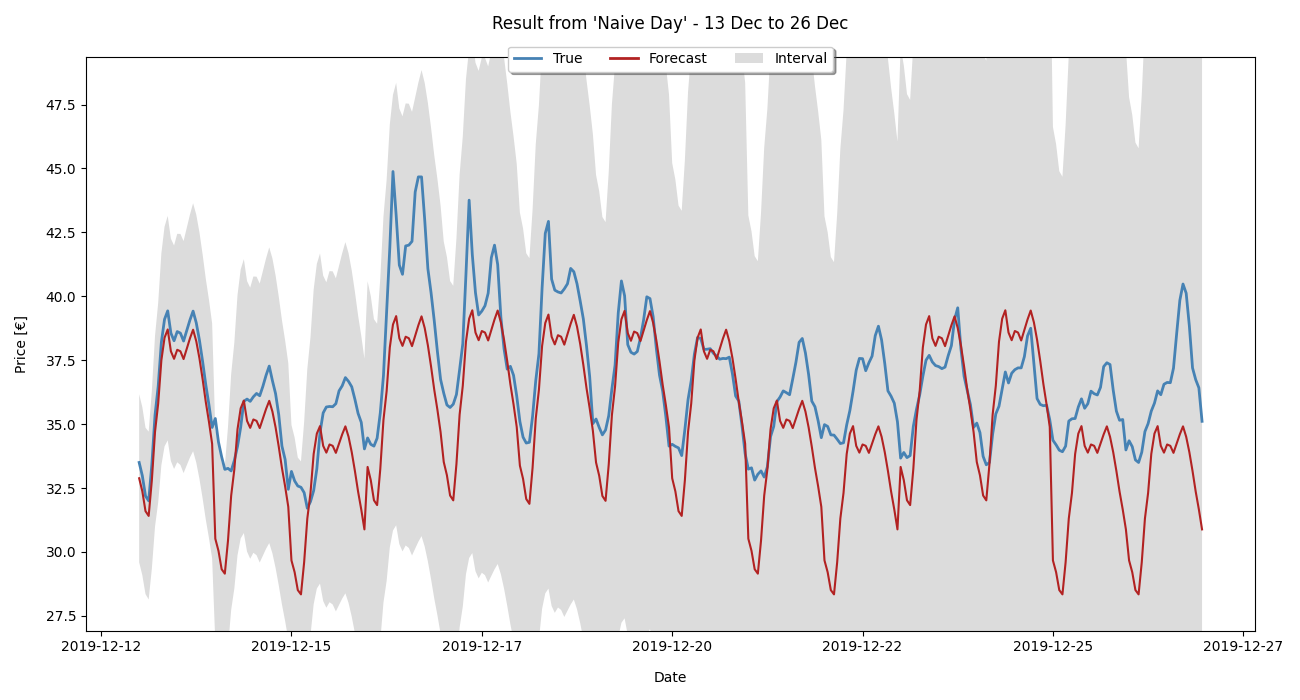 Result from 'Naive Day' - 13 Dec to 26 Dec
True Forecast Interval
Price [€]
47.5
45.0
42.5
40.0
37.5
35.0
32.5
30.0
27.5
2019-12-12 2019-12-15 2019-12-17 2019-12-20 2019-12-22 2019-12-25 2019-12-27
Date